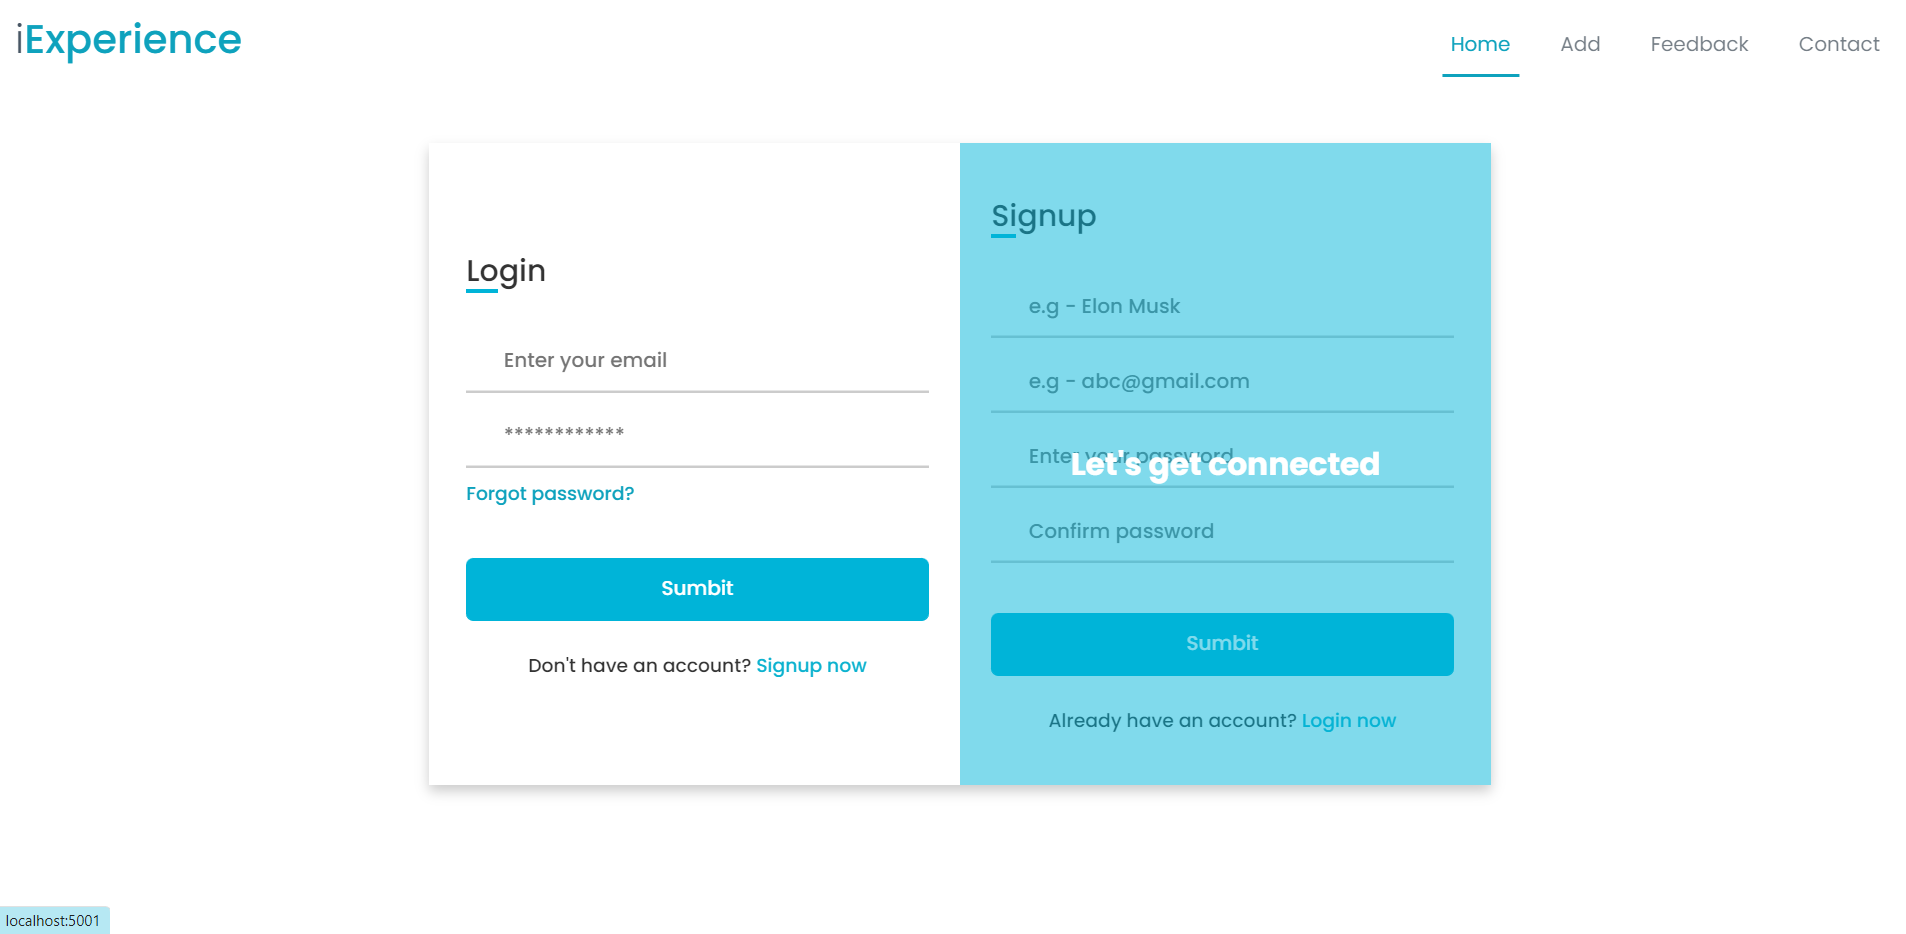 iExperience
Home Add Feedback Contact
Login
Enter your email
************
Forgot password?
Sumbit
Don't have an account? Signup now
Signup
e.g - Elon Musk
e.g - abc@gmail.com
Enter your password
Let's get connected
Confirm password
Sumbit
Already have an account? Login now
localhost:5001